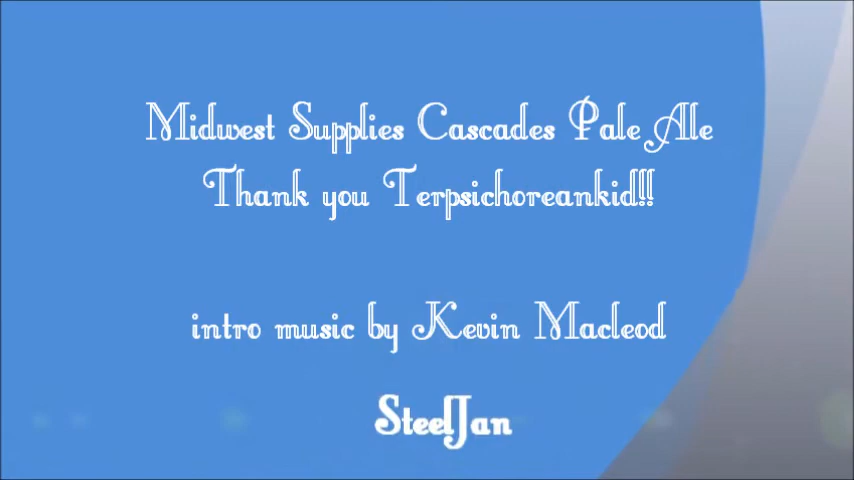 Midwest Supplies Cascades Pale Ale
Thank you Terpsichoreankid!!
intro music by Kevin Macleod
SteelJan